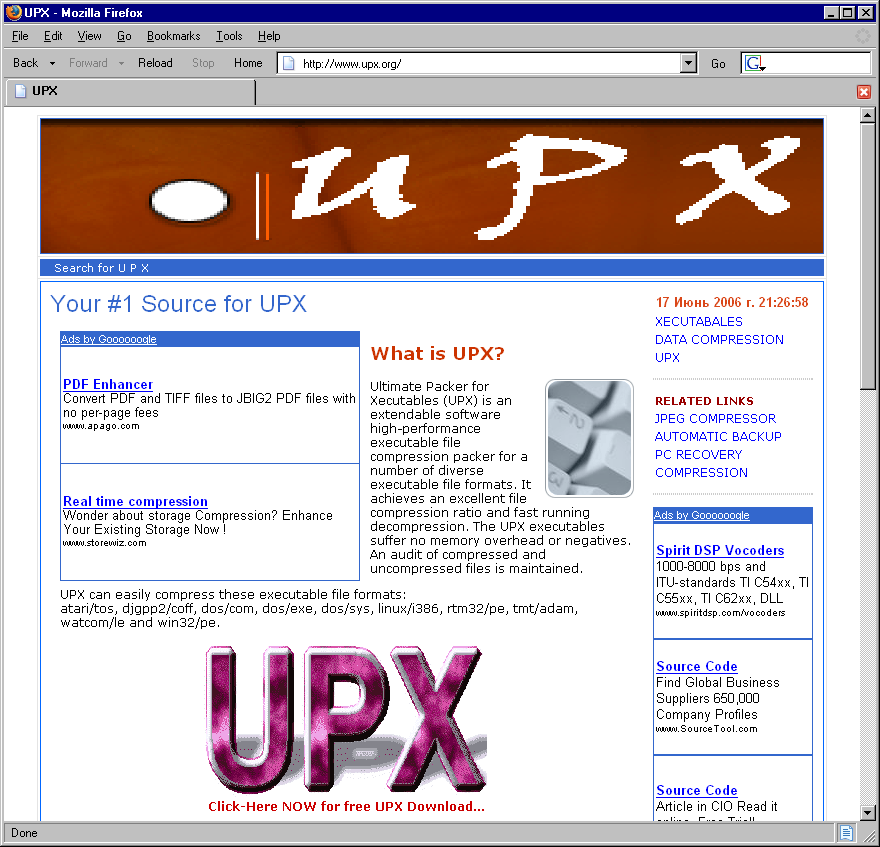 UPX - Mozilla Firefox
File Edit View Go Bookmarks Tools Help
Back Forward Reload Stop Home http://www.upx.org/ Go G
UPX
UPX
Search for U P X
Your #1 Source for UPX
Ads by Goooooogle
PDF Enhancer
Convert PDF and TIFF files to JBIG2 PDF files with
no per-page fees
www.apago.com
Real time compression
Wonder about storage Compression? Enhance
Your Existing Storage Now !
www.storewiz.com
What is UPX?
Ultimate Packer for
Xecutables (UPX) is an
extendable software
high-performance
executable file
compression packer for a
number of diverse
executable file formats. It
achieves an excellent file
compression ratio and fast running
decompression. The UPX executables
suffer no memory overhead or negatives.
An audit of compressed and
uncompressed files is maintained.
UPX can easily compress these executable file formats:
atari/tos, djgpp2/coff, dos/com, dos/exe, dos/sys, linux/i386, rtm32/pe, tmt/adam,
watcom/le and win32/pe.
UPX
Click-Here NOW for free UPX Download...
17 Июнь 2006 г. 21:26:58
XECUTABALES
DATA COMPRESSION
UPX
RELATED LINKS
JPEG COMPRESSOR
AUTOMATIC BACKUP
PC RECOVERY
COMPRESSION
Ads by Goooooogle
Spirit DSP Vocoders
1000-8000 bps and
ITU-standards TI C54xx, TI
C55xx, TI C62xx, DLL
www.spiritdsp.com/vocoders
Source Code
Find Global Business
Suppliers 650,000
Company Profiles
www.SourceTool.com
Source Code
Article in CIO Read it
online. Free Trial!
Done